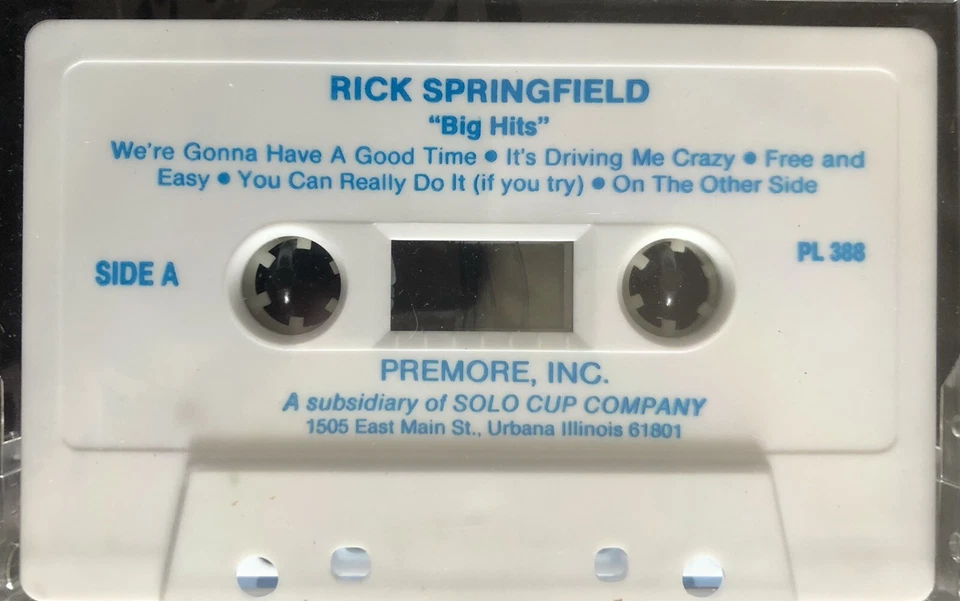 RICK SPRINGFIELD
“Big Hits”
We're Gonna Have A Good Time • It's Driving Me Crazy • Free and
Easy • You Can Really Do It (if you try) • On The Other Side
SIDE A
PL 388
PREMORE, INC.
A subsidiary of SOLO CUP COMPANY
1505 East Main St., Urbana Illinois 61801